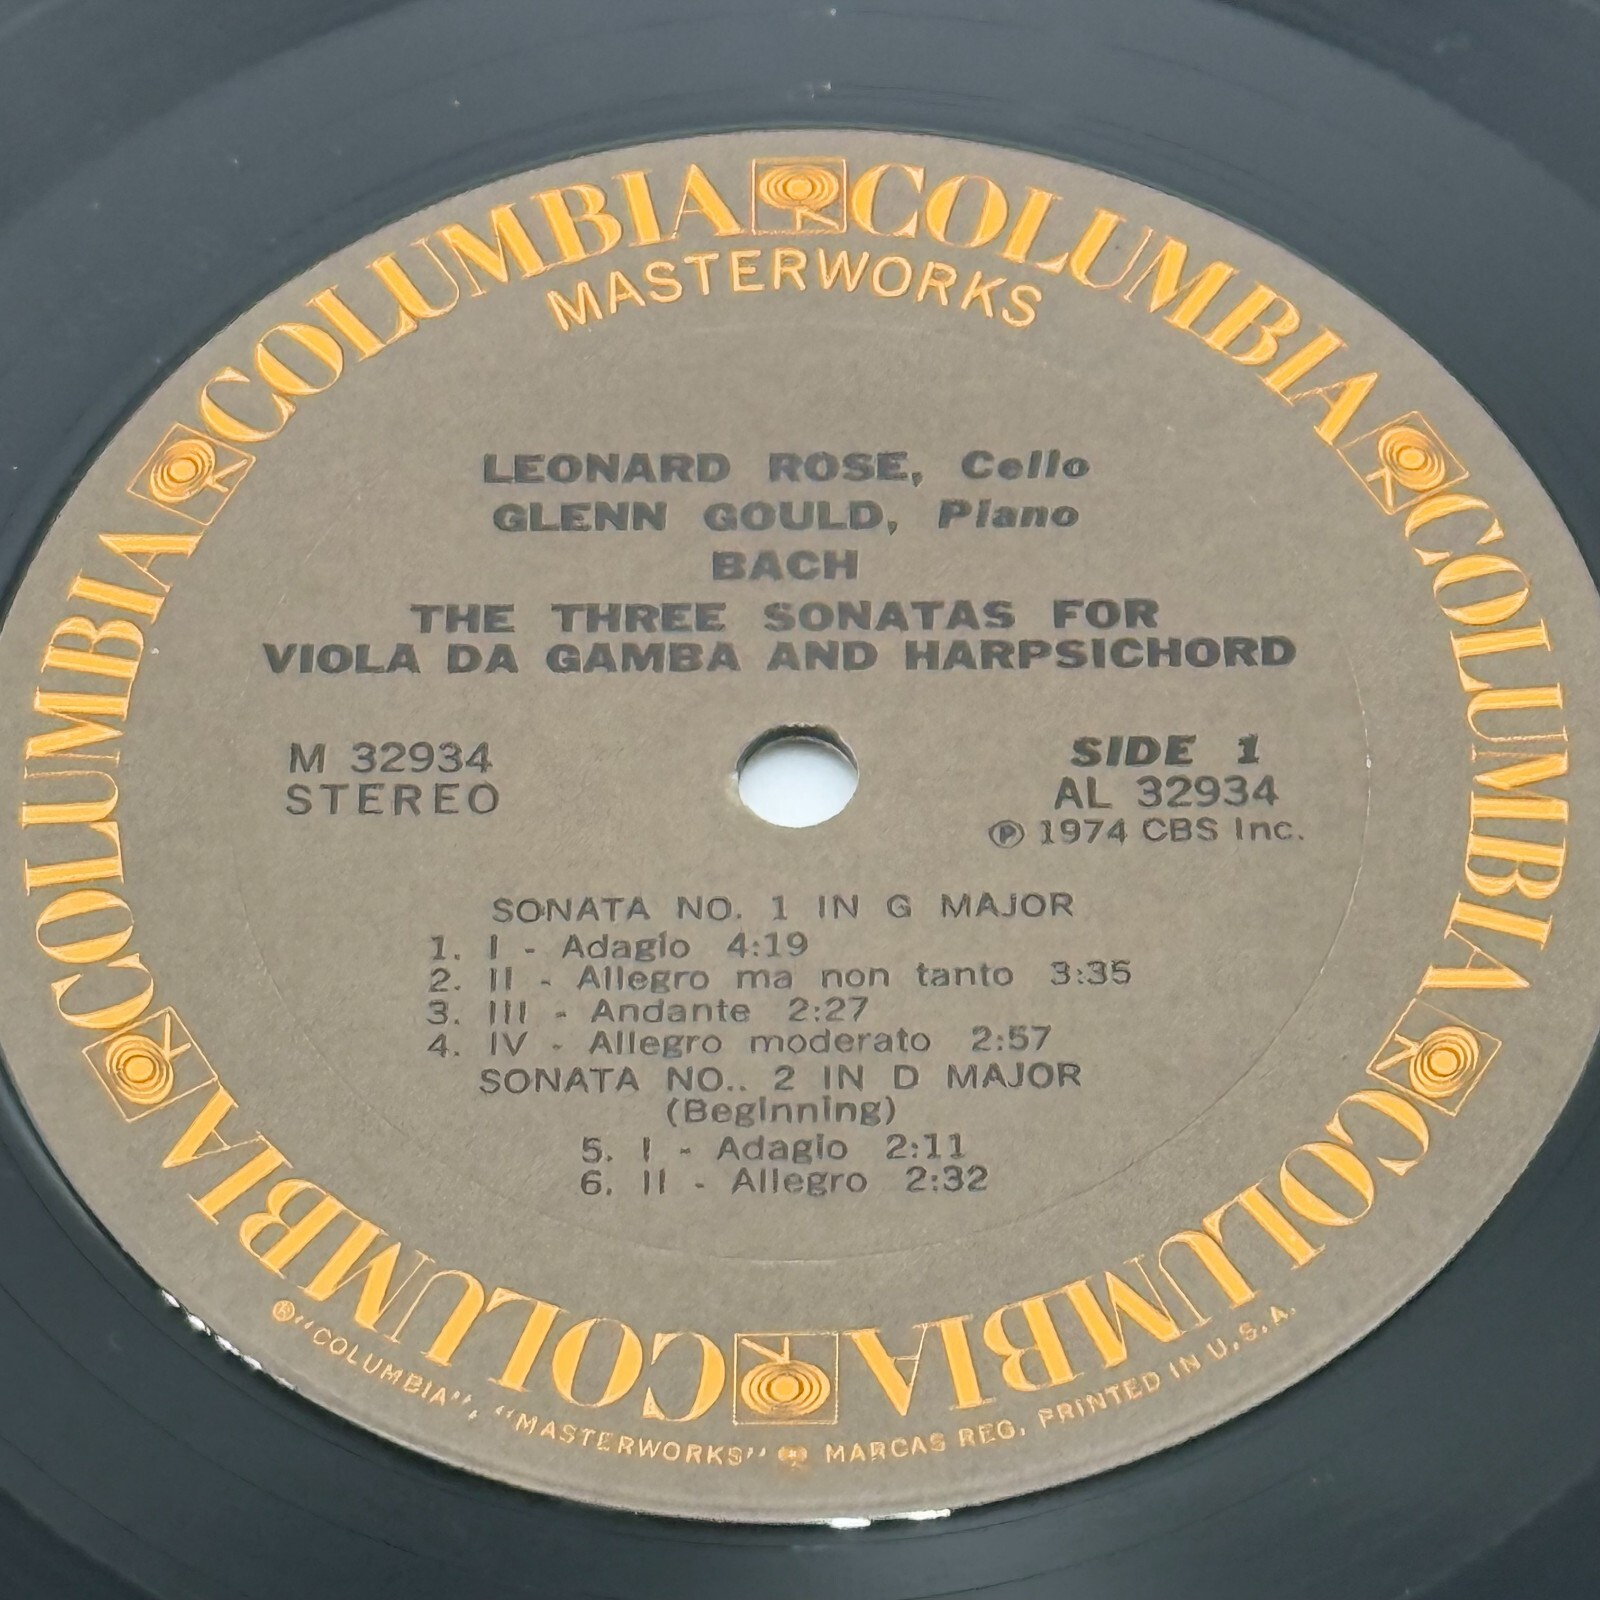 COLUMBIA COLUMBIA COLUMBIA COLUMBIA COLUMBIA COLUMBIA
MASTERWORKS
LEONARD ROSE, Cello
GLENN GOULD, Piano
BACH
THE THREE SONATAS FOR
VIOLA DA GAMBA AND HARPSICHORD
M 32934
STEREO
SIDE 1
AL 32934
Ⓟ 1974 CBS Inc.
SONATA NO. 1 IN G MAJOR
1. I - Adagio 4:19
2. II - Allegro ma non tanto 3:35
3. III - Andante 2:27
4. IV - Allegro moderato 2:57
SONATA NO.. 2 IN D MAJOR
(Beginning)
5. I - Adagio 2:11
6. II - Allegro 2:32
® "COLUMBIA", "MASTERWORKS" MARCAS REG. PRINTED IN U.S.A.